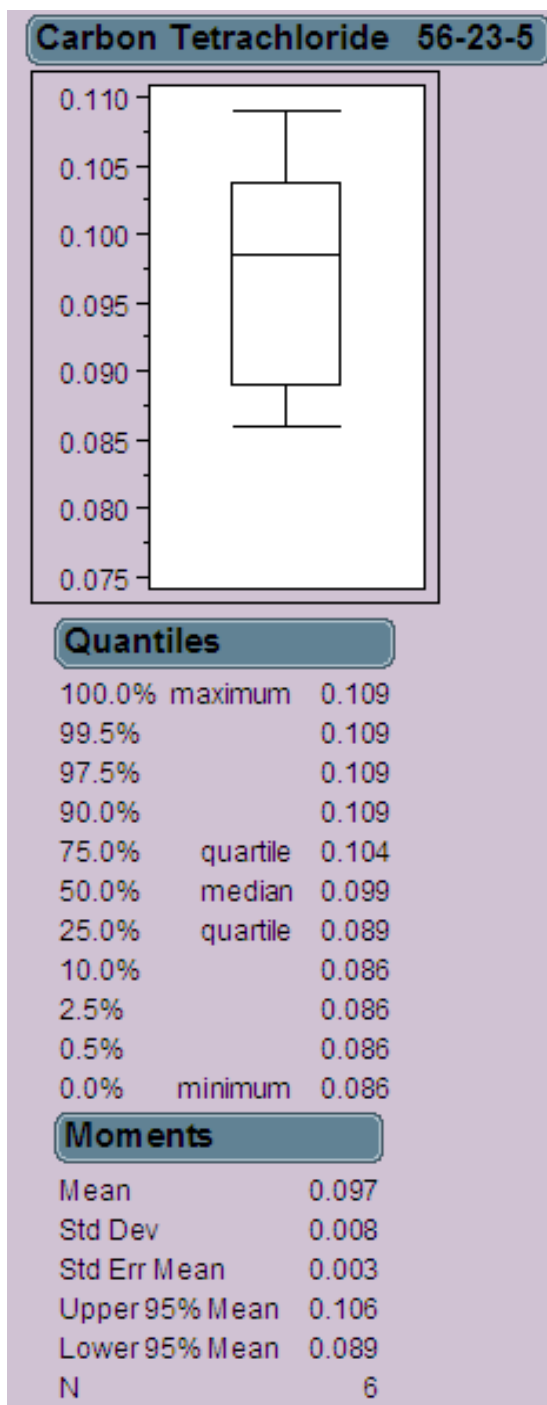 Carbon Tetrachloride 56-23-5
0.110
0.105
0.100
0.095
0.090
0.085
0.080
0.075
Quantiles
100.0% maximum 0.109
99.5% 0.109
97.5% 0.109
90.0% 0.109
75.0% quartile 0.104
50.0% median 0.099
25.0% quartile 0.089
10.0% 0.086
2.5% 0.086
0.5% 0.086
0.0% minimum 0.086
Moments
Mean 0.097
Std Dev 0.008
Std Err Mean 0.003
Upper 95% Mean 0.106
Lower 95% Mean 0.089
N 6